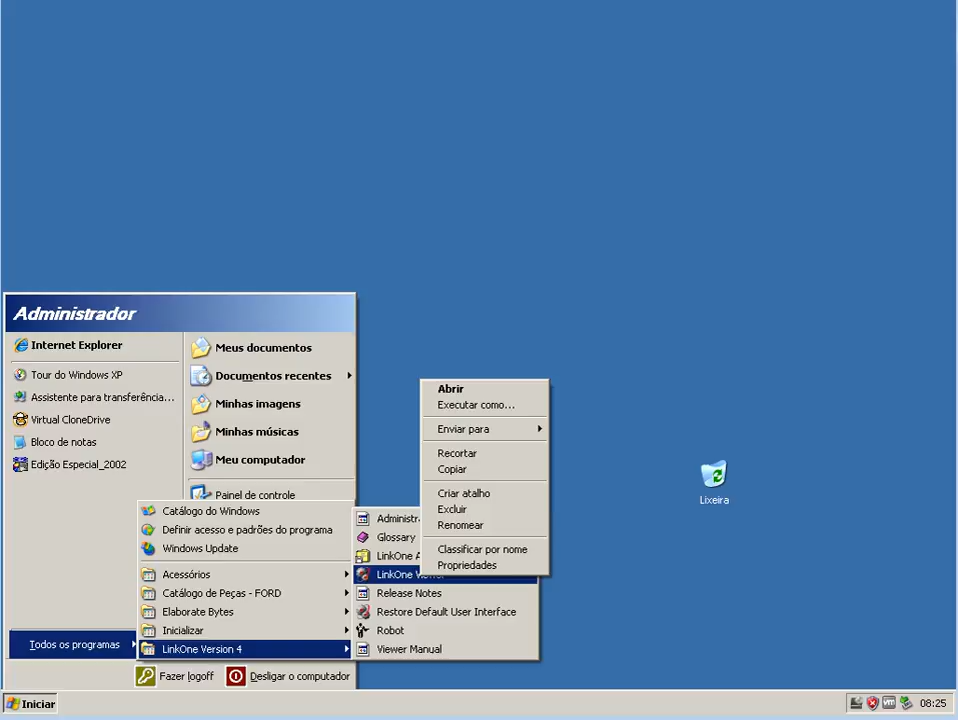 Administrador
Internet Explorer
Tour do Windows XP
Assistente para transferência...
Virtual CloneDrive
Bloco de notas
Edição Especial_2002
Todos os programas
Meus documentos
Documentos recentes
Minhas imagens
Minhas músicas
Meu computador
Painel de controle
Catálogo do Windows
Definir acesso e padrões do programa
Windows Update
Acessórios
Catálogo de Peças - FORD
Elaborate Bytes
Inicializar
LinkOne Version 4
Administr
Glossary
LinkOne A
LinkOne Viewer
Release Notes
Restore Default User Interface
Robot
Viewer Manual
Abrir
Executar como...
Enviar para
Recortar
Copiar
Criar atalho
Excluir
Renomear
Classificar por nome
Propriedades
Lixeira
Fazer logoff
Desligar o computador
Iniciar
08:25